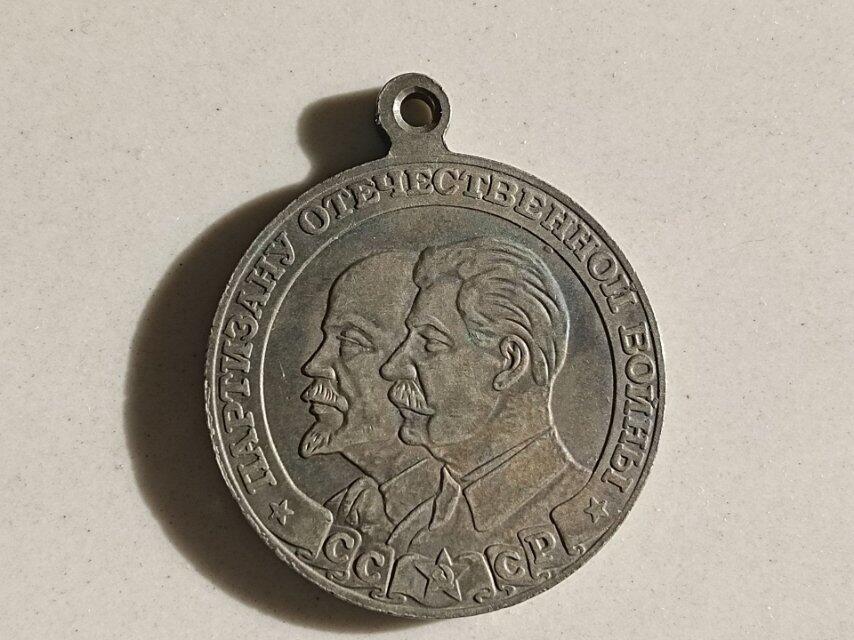 ПАРТИЗАНУ ОТЕЧЕСТВЕННОЙ ВОЙНЫ
СССР